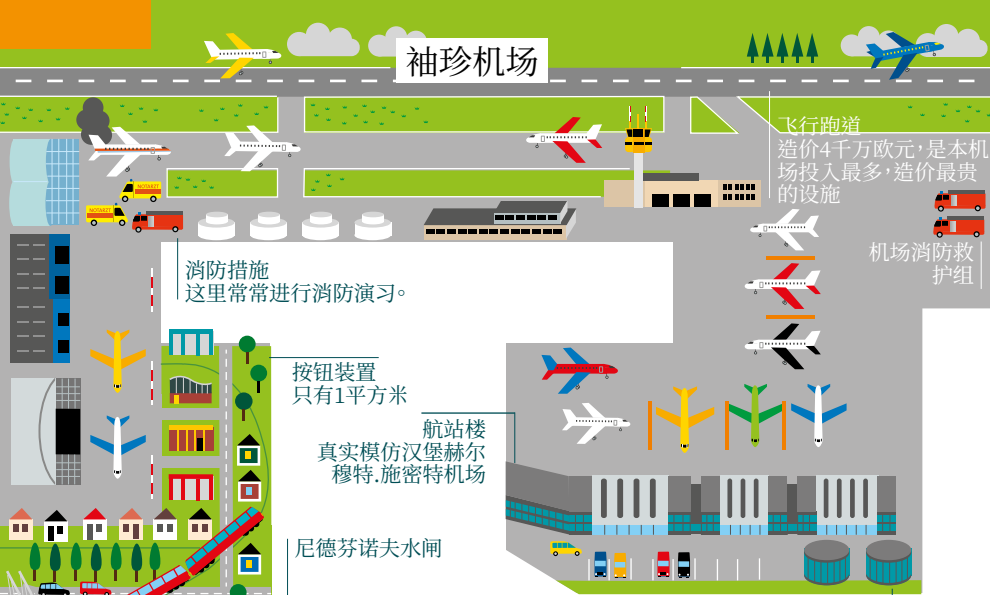 袖珍机场
飞行跑道
造价4千万欧元，是本机
场投入最多，造价最贵
的设施
NOTARZT
NOTARZT
机场消防救
护组
消防措施
这里常常进行消防演习。
按钮装置
只有1平方米
航站楼
真实模仿汉堡赫尔
穆特.施密特机场
尼德芬诺夫水闸